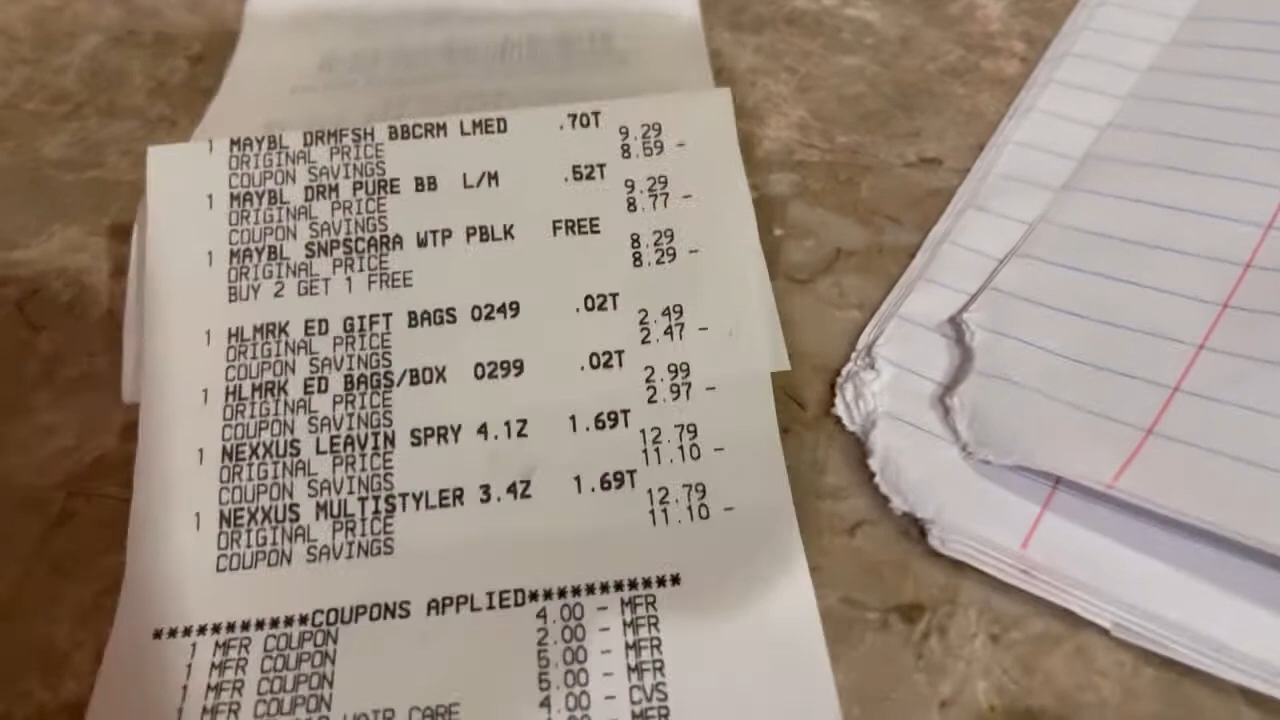 1 MAYBL DRMFSH BBCRM LMED .70T
ORIGINAL PRICE 9.29
COUPON SAVINGS 8.59 -
1 MAYBL DRM PURE BB L/M .52T
ORIGINAL PRICE 9.29
COUPON SAVINGS 8.77 -
1 MAYBL SNPSCARA WTP PBLK FREE
ORIGINAL PRICE 8.29
BUY 2 GET 1 FREE 8.29 -
1 HLMRK ED GIFT BAGS 0249 .02T
ORIGINAL PRICE 2.49
COUPON SAVINGS 2.47 -
1 HLMRK ED BAGS/BOX 0299 .02T
ORIGINAL PRICE 2.99
COUPON SAVINGS 2.97 -
1 NEXXUS LEAVIN SPRY 4.1Z 1.69T
ORIGINAL PRICE 12.79
COUPON SAVINGS 11.10 -
1 NEXXUS MULTISTYLER 3.4Z 1.69T
ORIGINAL PRICE 12.79
COUPON SAVINGS 11.10 -
***********COUPONS APPLIED***********
1 MFR COUPON 4.00 - MFR
1 MFR COUPON 2.00 - MFR
1 MFR COUPON 5.00 - MFR
1 MFR COUPON 5.00 - MFR
HAIR CARE 4.00 - CVS
MFR